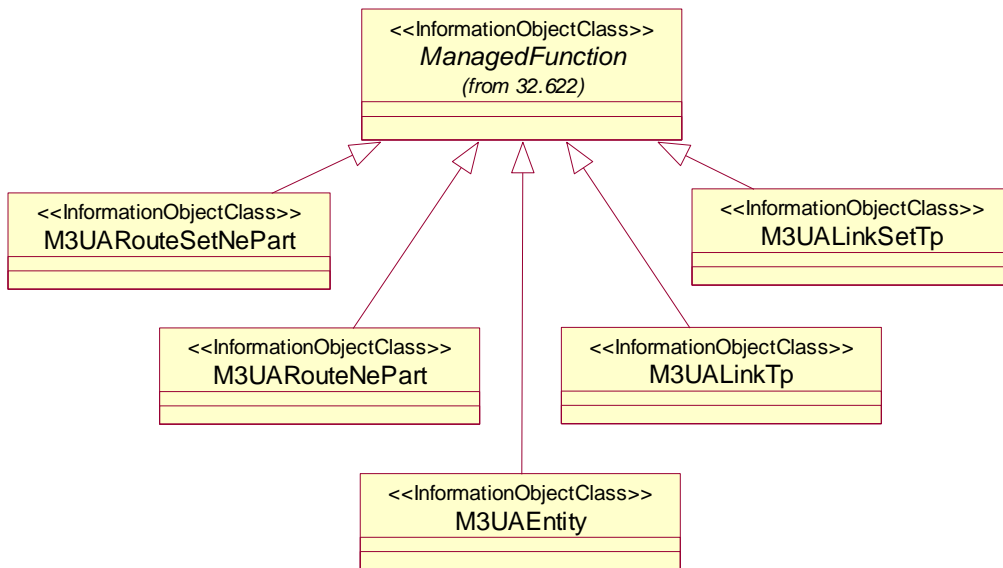 <<InformationObjectClass>>
ManagedFunction
(from 32.622)
<<InformationObjectClass>>
M3UARouteSetNePart
<<InformationObjectClass>>
M3UALinkSetTp
<<InformationObjectClass>>
M3UARouteNePart
<<InformationObjectClass>>
M3UALinkTp
<<InformationObjectClass>>
M3UAEntity